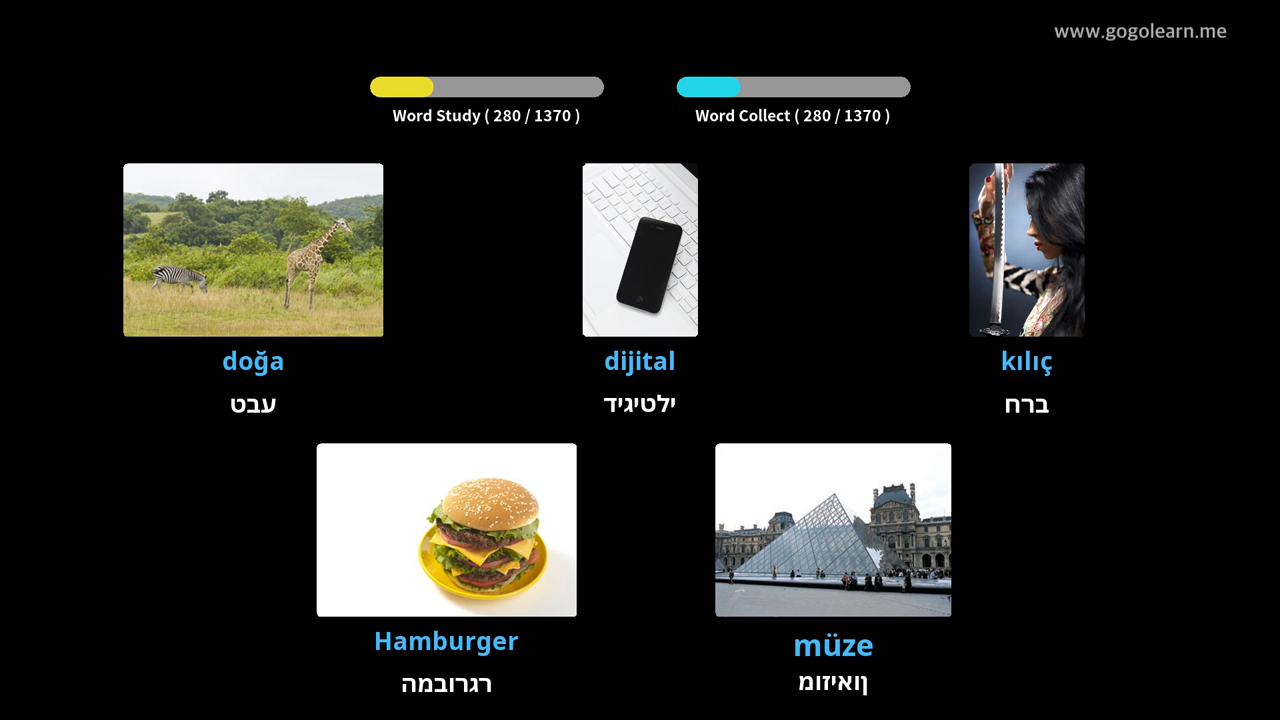 www.gogolearn.me
Word Study ( 280 / 1370 )
Word Collect ( 280 / 1370 )
doğa
dijital
kılıç
עבט
ילטיגיד
ברח
Hamburger
müze
רגרובמה
ןואיזומ